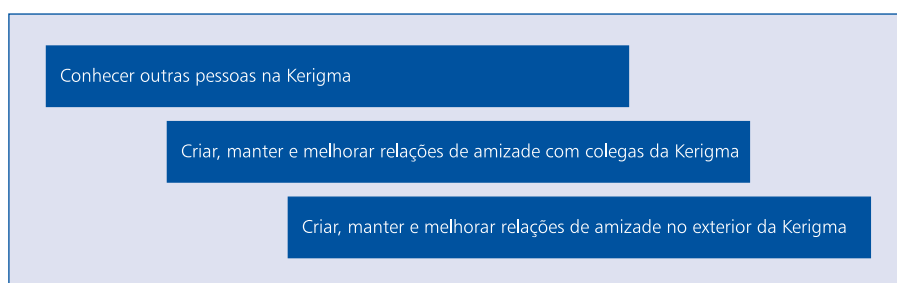 Conhecer outras pessoas na Kerigma
Criar, manter e melhorar relações de amizade com colegas da Kerigma
Criar, manter e melhorar relações de amizade no exterior da Kerigma